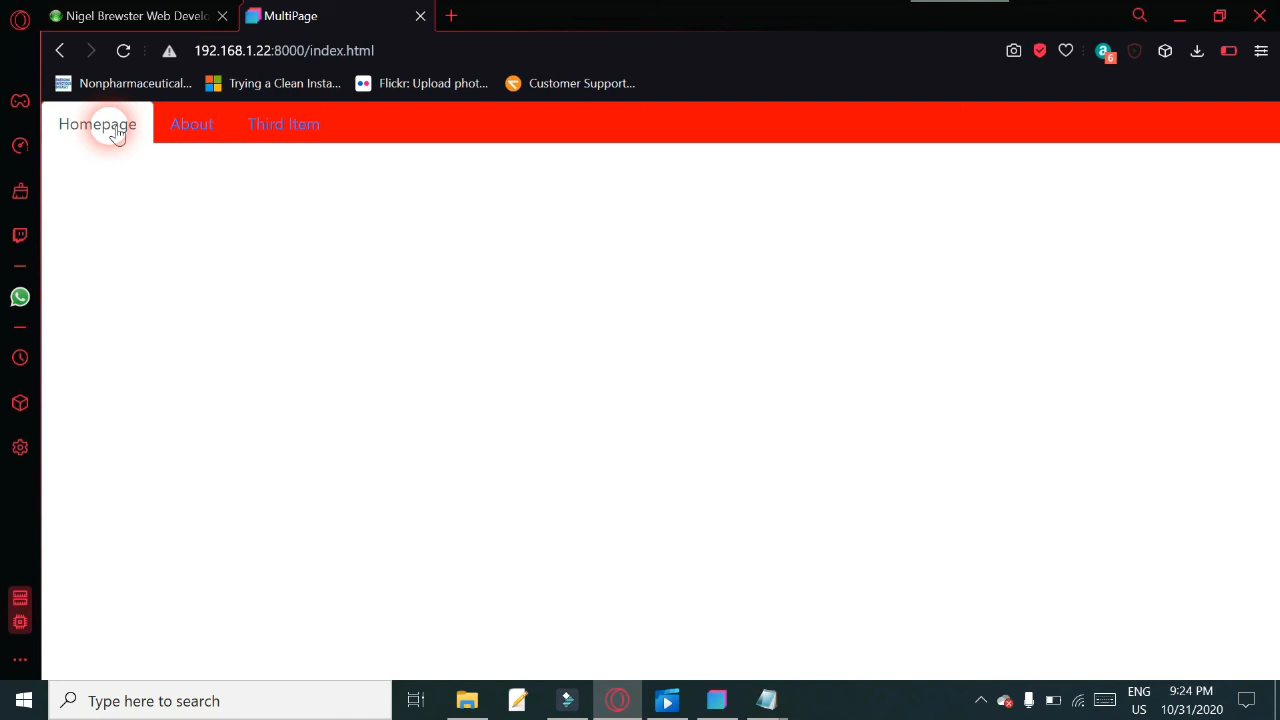 Nigel Brewster Web Develo
MultiPage
192.168.1.22:8000/index.html
6
Nonpharmaceutical...
Trying a Clean Insta...
Flickr: Upload phot...
Customer Support...
Homepage
About
Third Item
Type here to search
ENG
US
9:24 PM
10/31/2020